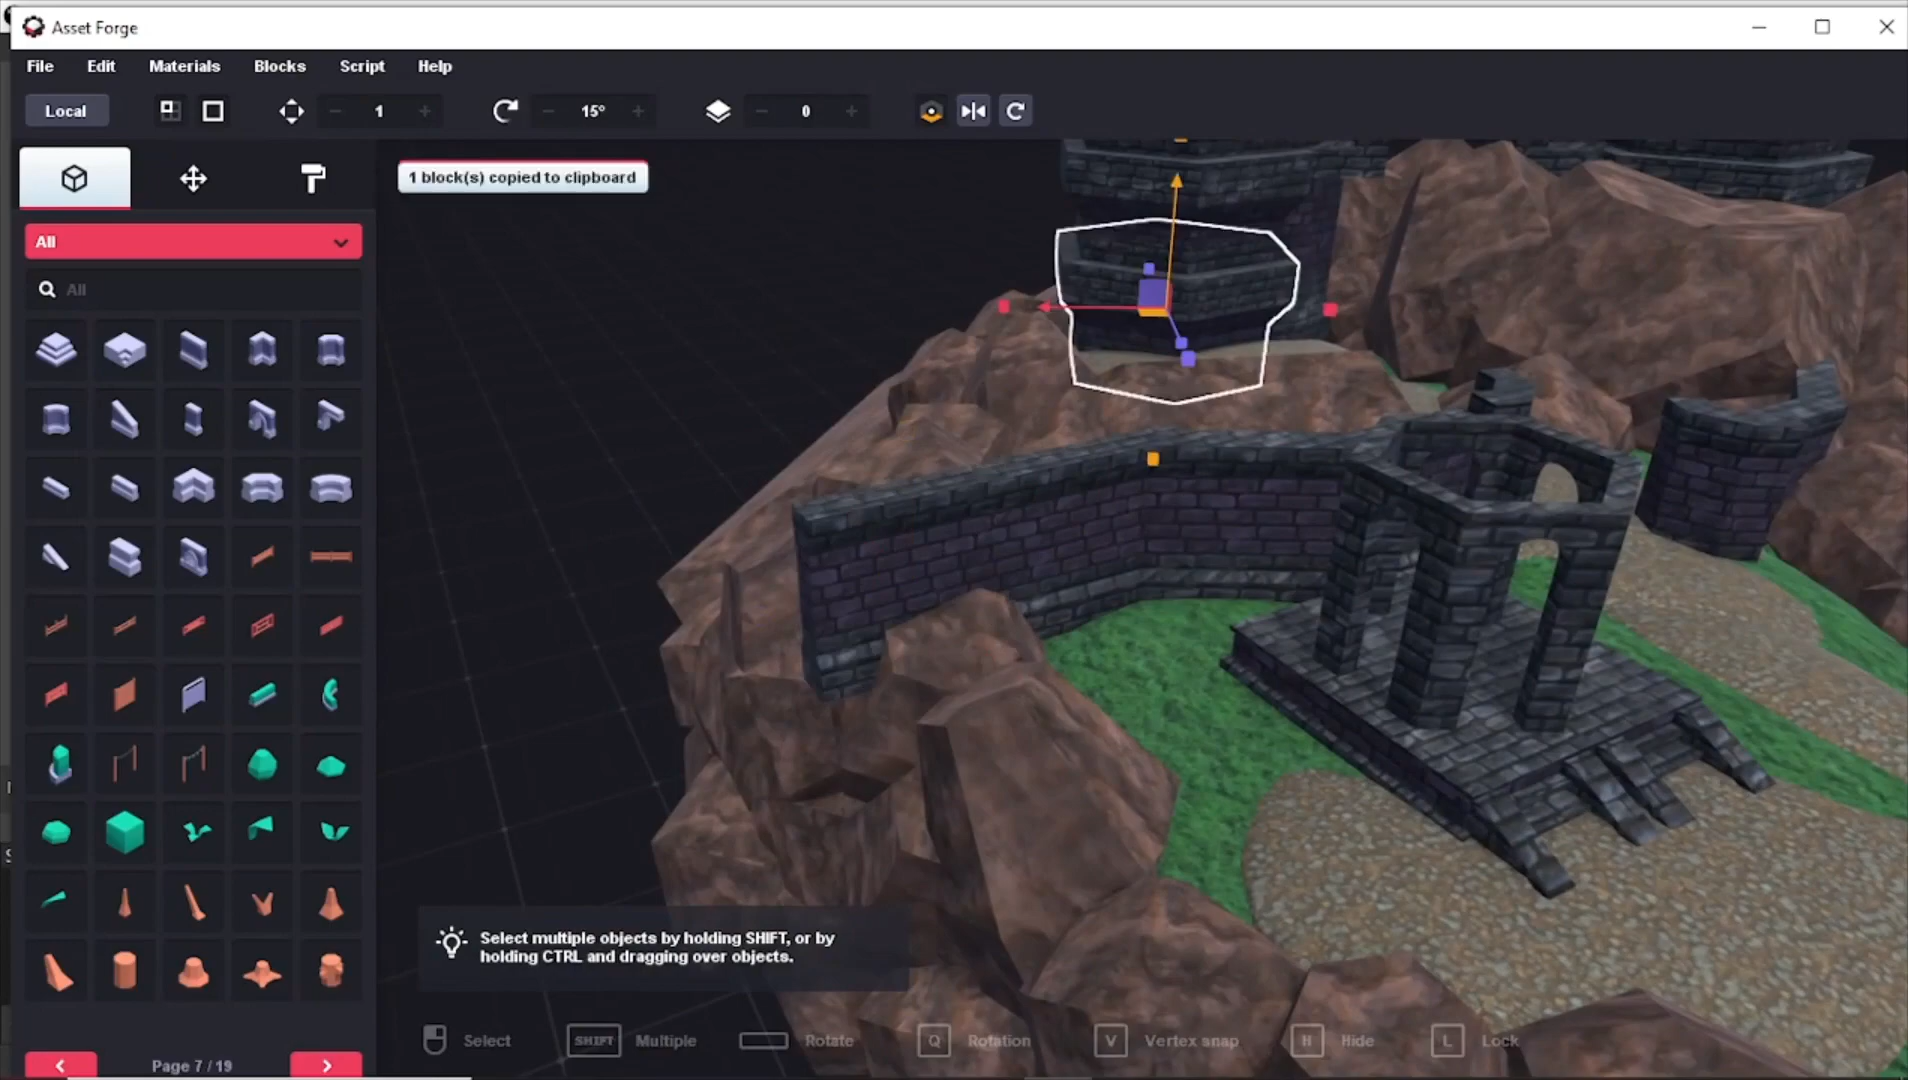 Asset Forge
File Edit Materials Blocks Script Help
Local 1 15° 0
1 block(s) copied to clipboard
All
All
Select multiple objects by holding SHIFT, or by
holding CTRL and dragging over objects.
Select SHIFT Multiple Rotate Q Rotation V Vertex snap H Hide L Lock
Page 7 / 19